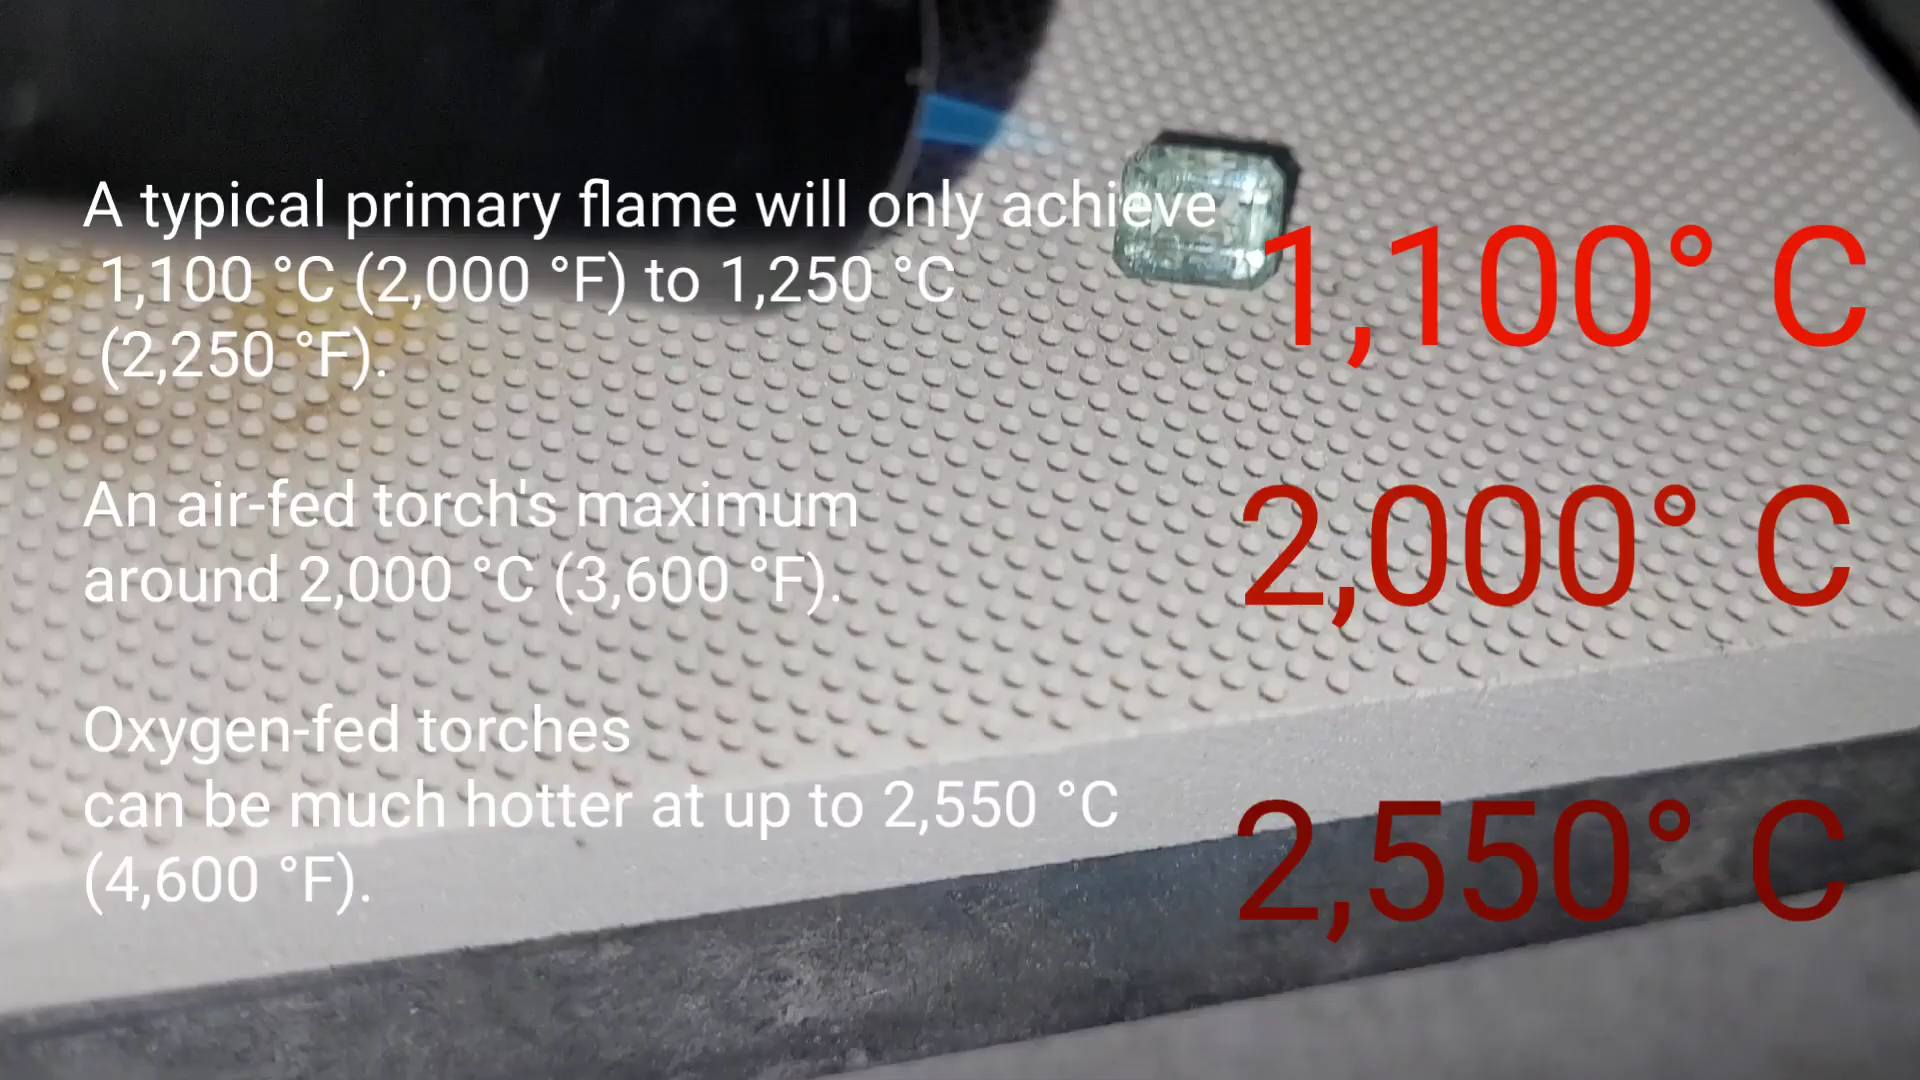 A typical primary flame will only achieve
1,100 °C (2,000 °F) to 1,250 °C
(2,250 °F).
1,100° C
An air-fed torch's maximum
around 2,000 °C (3,600 °F).
2,000° C
Oxygen-fed torches
can be much hotter at up to 2,550 °C
(4,600 °F).
2,550° C